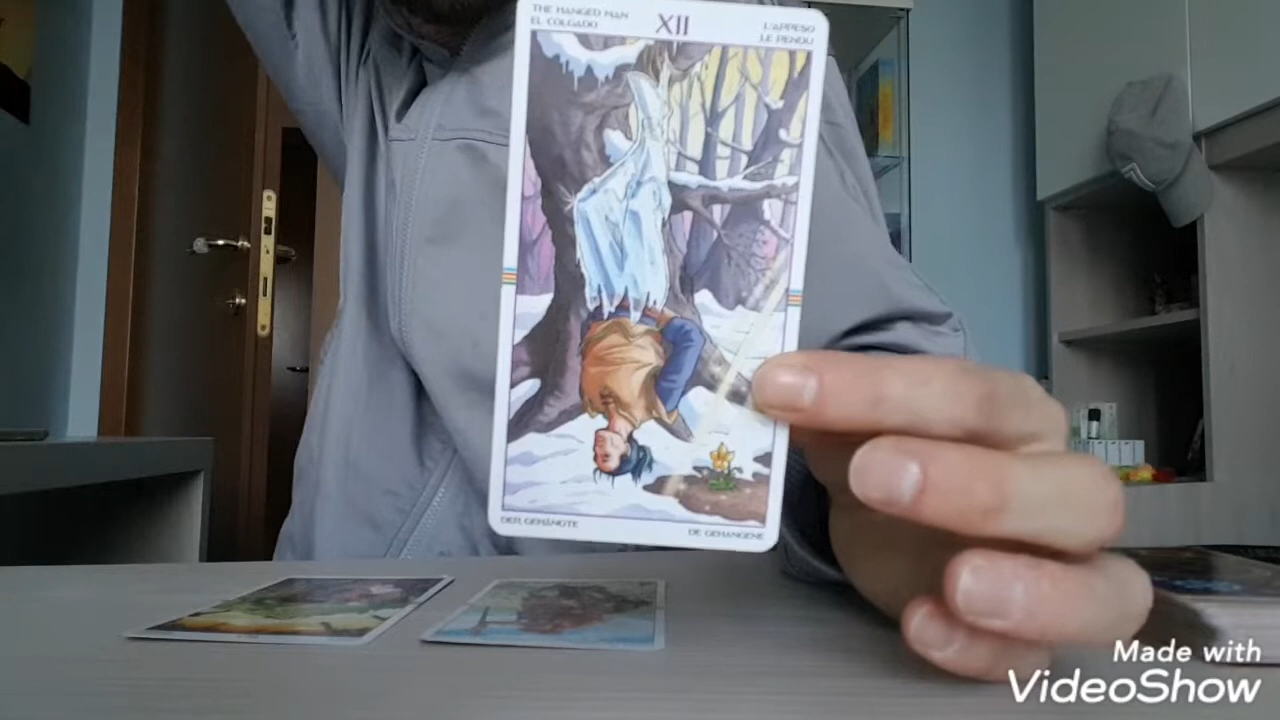 THE HANGED MAN
EL COLGADO
XII
L'APPESO
LE PENDU
DER GEHÄNGTE
DE GEHANGENE
Made with
VideoShow